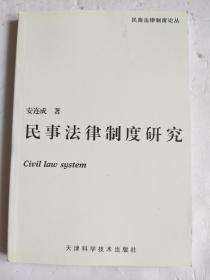 民商法律制度论丛
安连成 著
民事法律制度研究
Civil law system
天津科学技术出版社